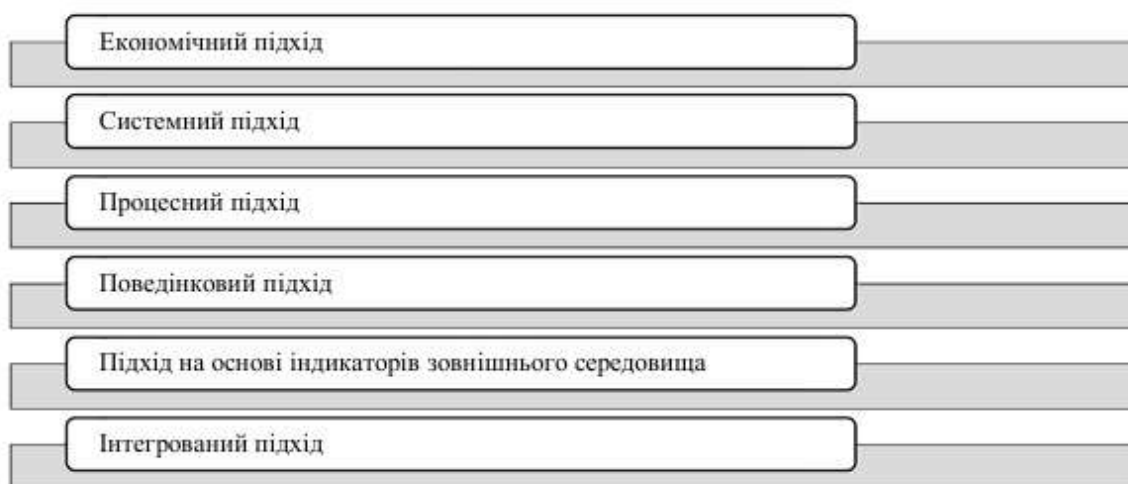 Економічний підхід
Системний підхід
Процесний підхід
Поведінковий підхід
Підхід на основі індикаторів зовнішнього середовища
Інтегрований підхід